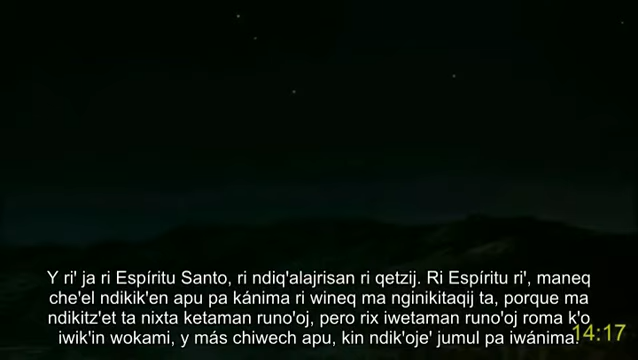 Y ri' ja ri Espíritu Santo, ri ndiq'alajrisan ri qetzij. Ri Espíritu ri', maneq
che'el ndikik'en apu pa kánima ri wineq ma nginikitaqij ta, porque ma
ndikitz'et ta nixta ketaman runo'oj, pero rix iwetaman runo'oj roma k'o
iwik'in wokami, y más chiwech apu, kin ndik'oje' jumul pa iwánima.
14:17